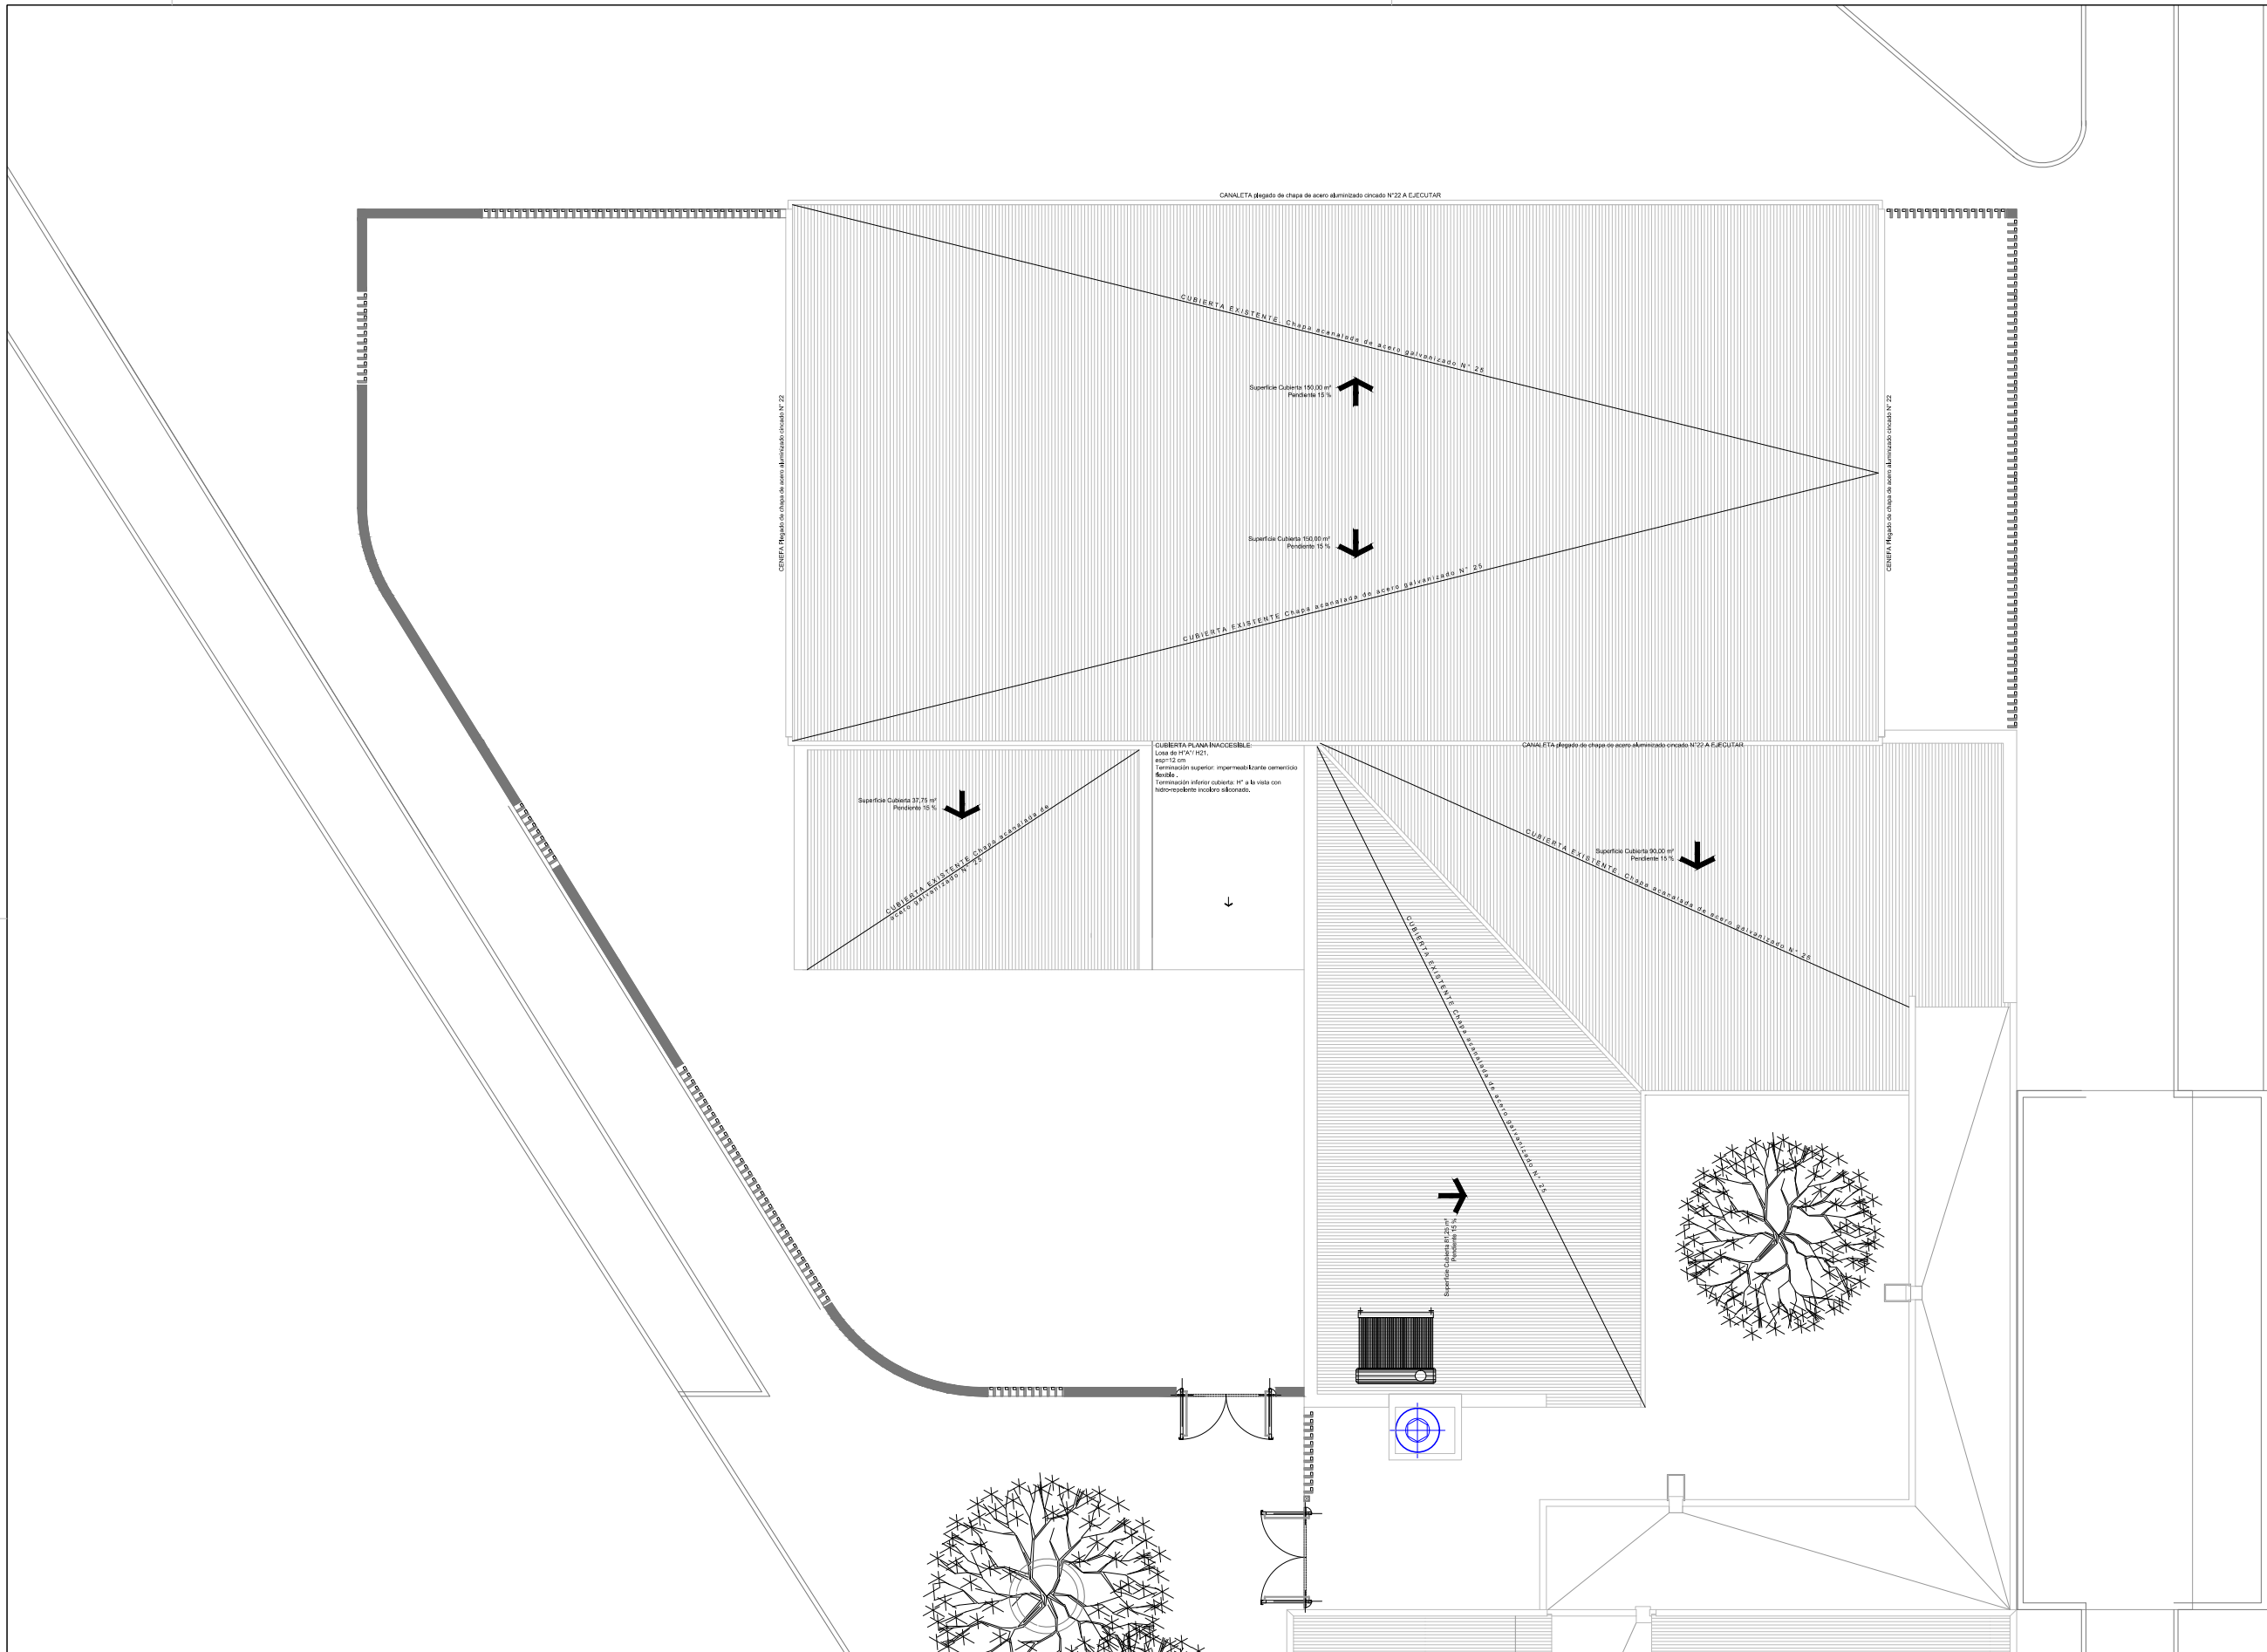 CANALETA plegado de chapa de acero aluminizado cincado N°22 A EJECUTAR
CUBIERTA EXISTENTE Chapa acanalada de acero galvanizado N° 25
Superficie Cubierta 150,00 m²
Pendiente 15 %
CENEFA Plegado de chapa de acero aluminizado cincado N° 22
CENEFA Plegado de chapa de acero aluminizado cincado N° 22
Superficie Cubierta 150,00 m²
Pendiente 15 %
CUBIERTA EXISTENTE Chapa acanalada de acero galvanizado N° 25
CUBIERTA PLANA INACCESIBLE:
Losa de H°A°/ H21,
esp=12 cm
Terminación superior: impermeabilizante cementicio
flexible .
Terminación inferior cubierta: H° a la vista con
hidro-repelente incoloro siliconado.
CANALETA plegado de chapa de acero aluminizado cincado N°22 A EJECUTAR
Superficie Cubierta 37,75 m²
Pendiente 15 %
CUBIERTA EXISTENTE Chapa acanalada de
acero galvanizado N° 25
Superficie Cubierta 90,00 m²
Pendiente 15 %
CUBIERTA EXISTENTE Chapa acanalada de acero galvanizado N° 25
CUBIERTA EXISTENTE Chapa acanalada de acero galvanizado N° 25
Superficie Cubierta 81,25 m²
Pendiente 15 %